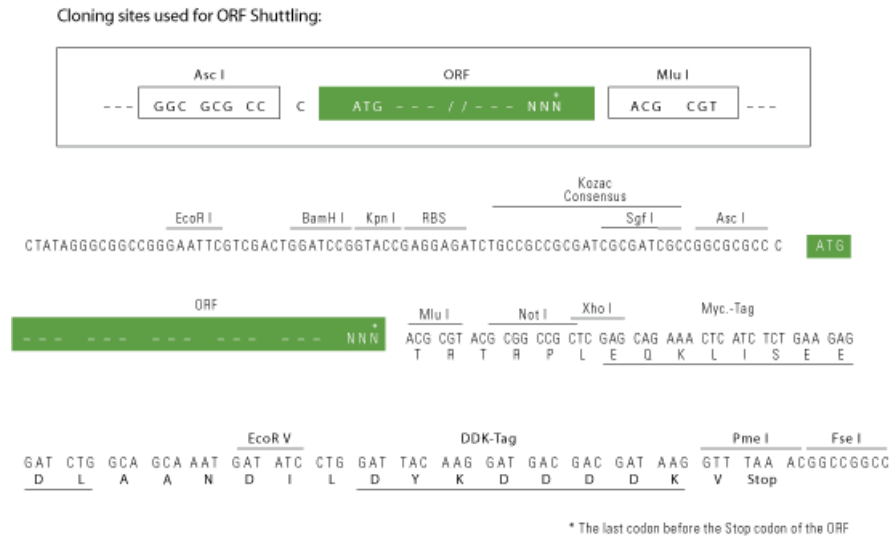 Cloning sites used for ORF Shuttling:
Asc I ORF Mlu I
--- GGC GCG CC C ATG --- // --- NNN* ACG CGT ---
Kozac
Consensus
EcoR I BamH I Kpn I RBS Sgf I Asc I
CTATAGGGCGGCCGGGAATTCGTCGACTGGATCCGGTACCGAGGAGATCTGCCGCCGCGATCGCGATCGCCGGCGCGCC C ATG
ORF Mlu I Not I Xho I Myc.-Tag
--- --- --- --- --- NNN* ACG CGT ACG CGG CCG CTC GAG CAG AAA CTC ATC TCT GAA GAG
T R T R P L E Q K L I S E E
EcoR V DDK-Tag Pme I Fse I
GAT CTG GCA GCA AAT GAT ATC CTG GAT TAC AAG GAT GAC GAC GAT AAG GTT TAA ACGGCCGGCC
D L A A N D I L D Y K D D D D K V Stop
* The last codon before the Stop codon of the ORF